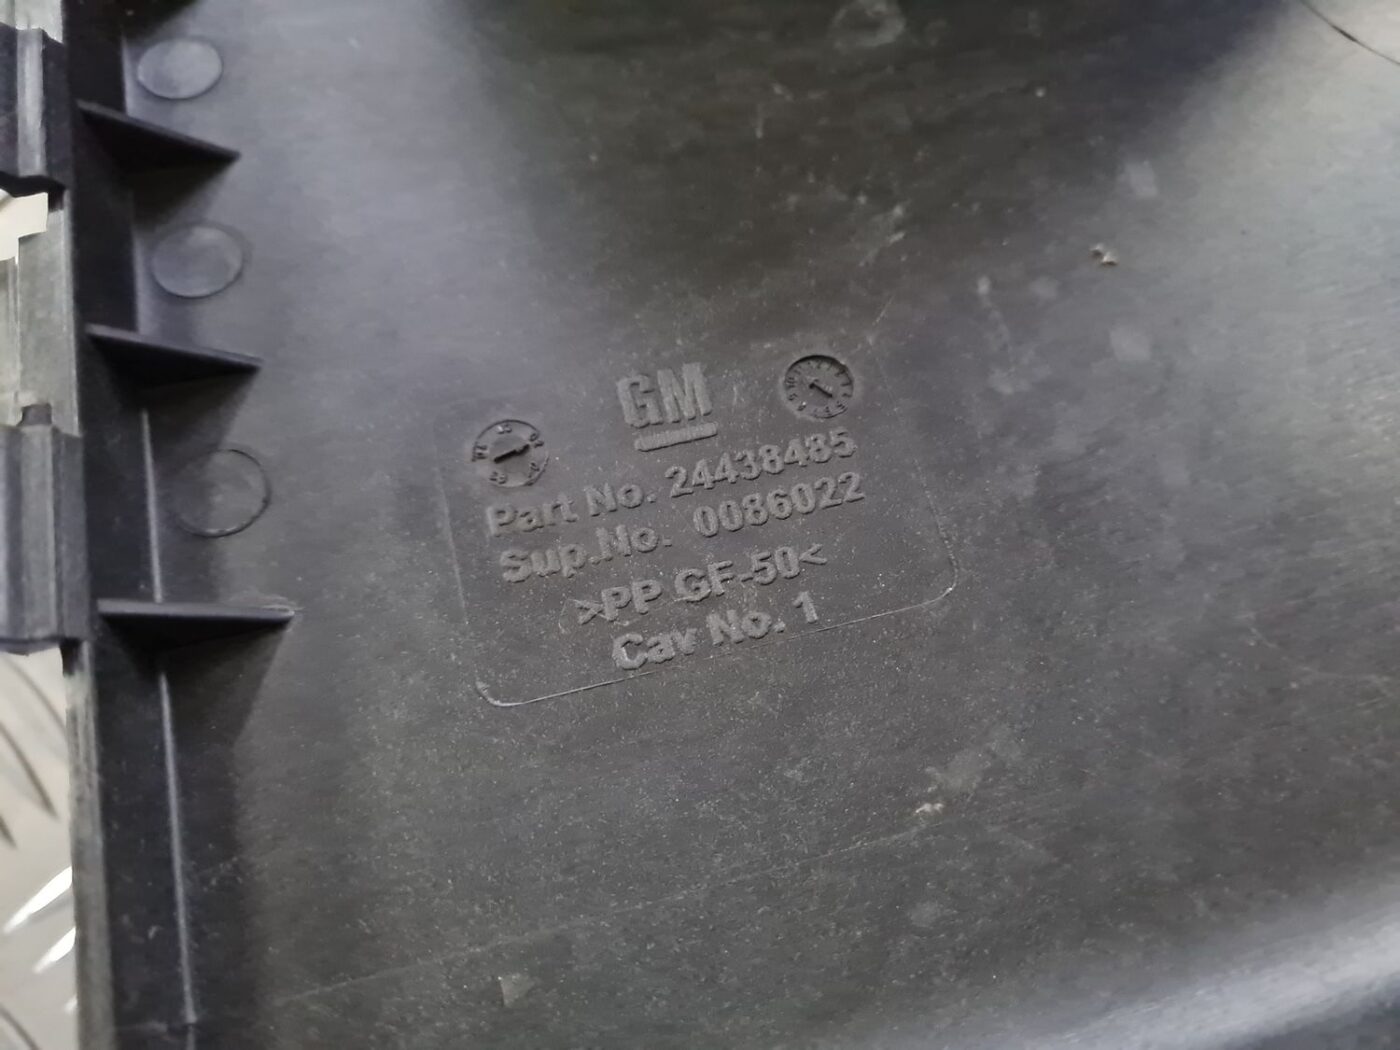 GM
Part No. 24438485
Sup.No. 0086022
>PP GF-50<
Cav No. 1